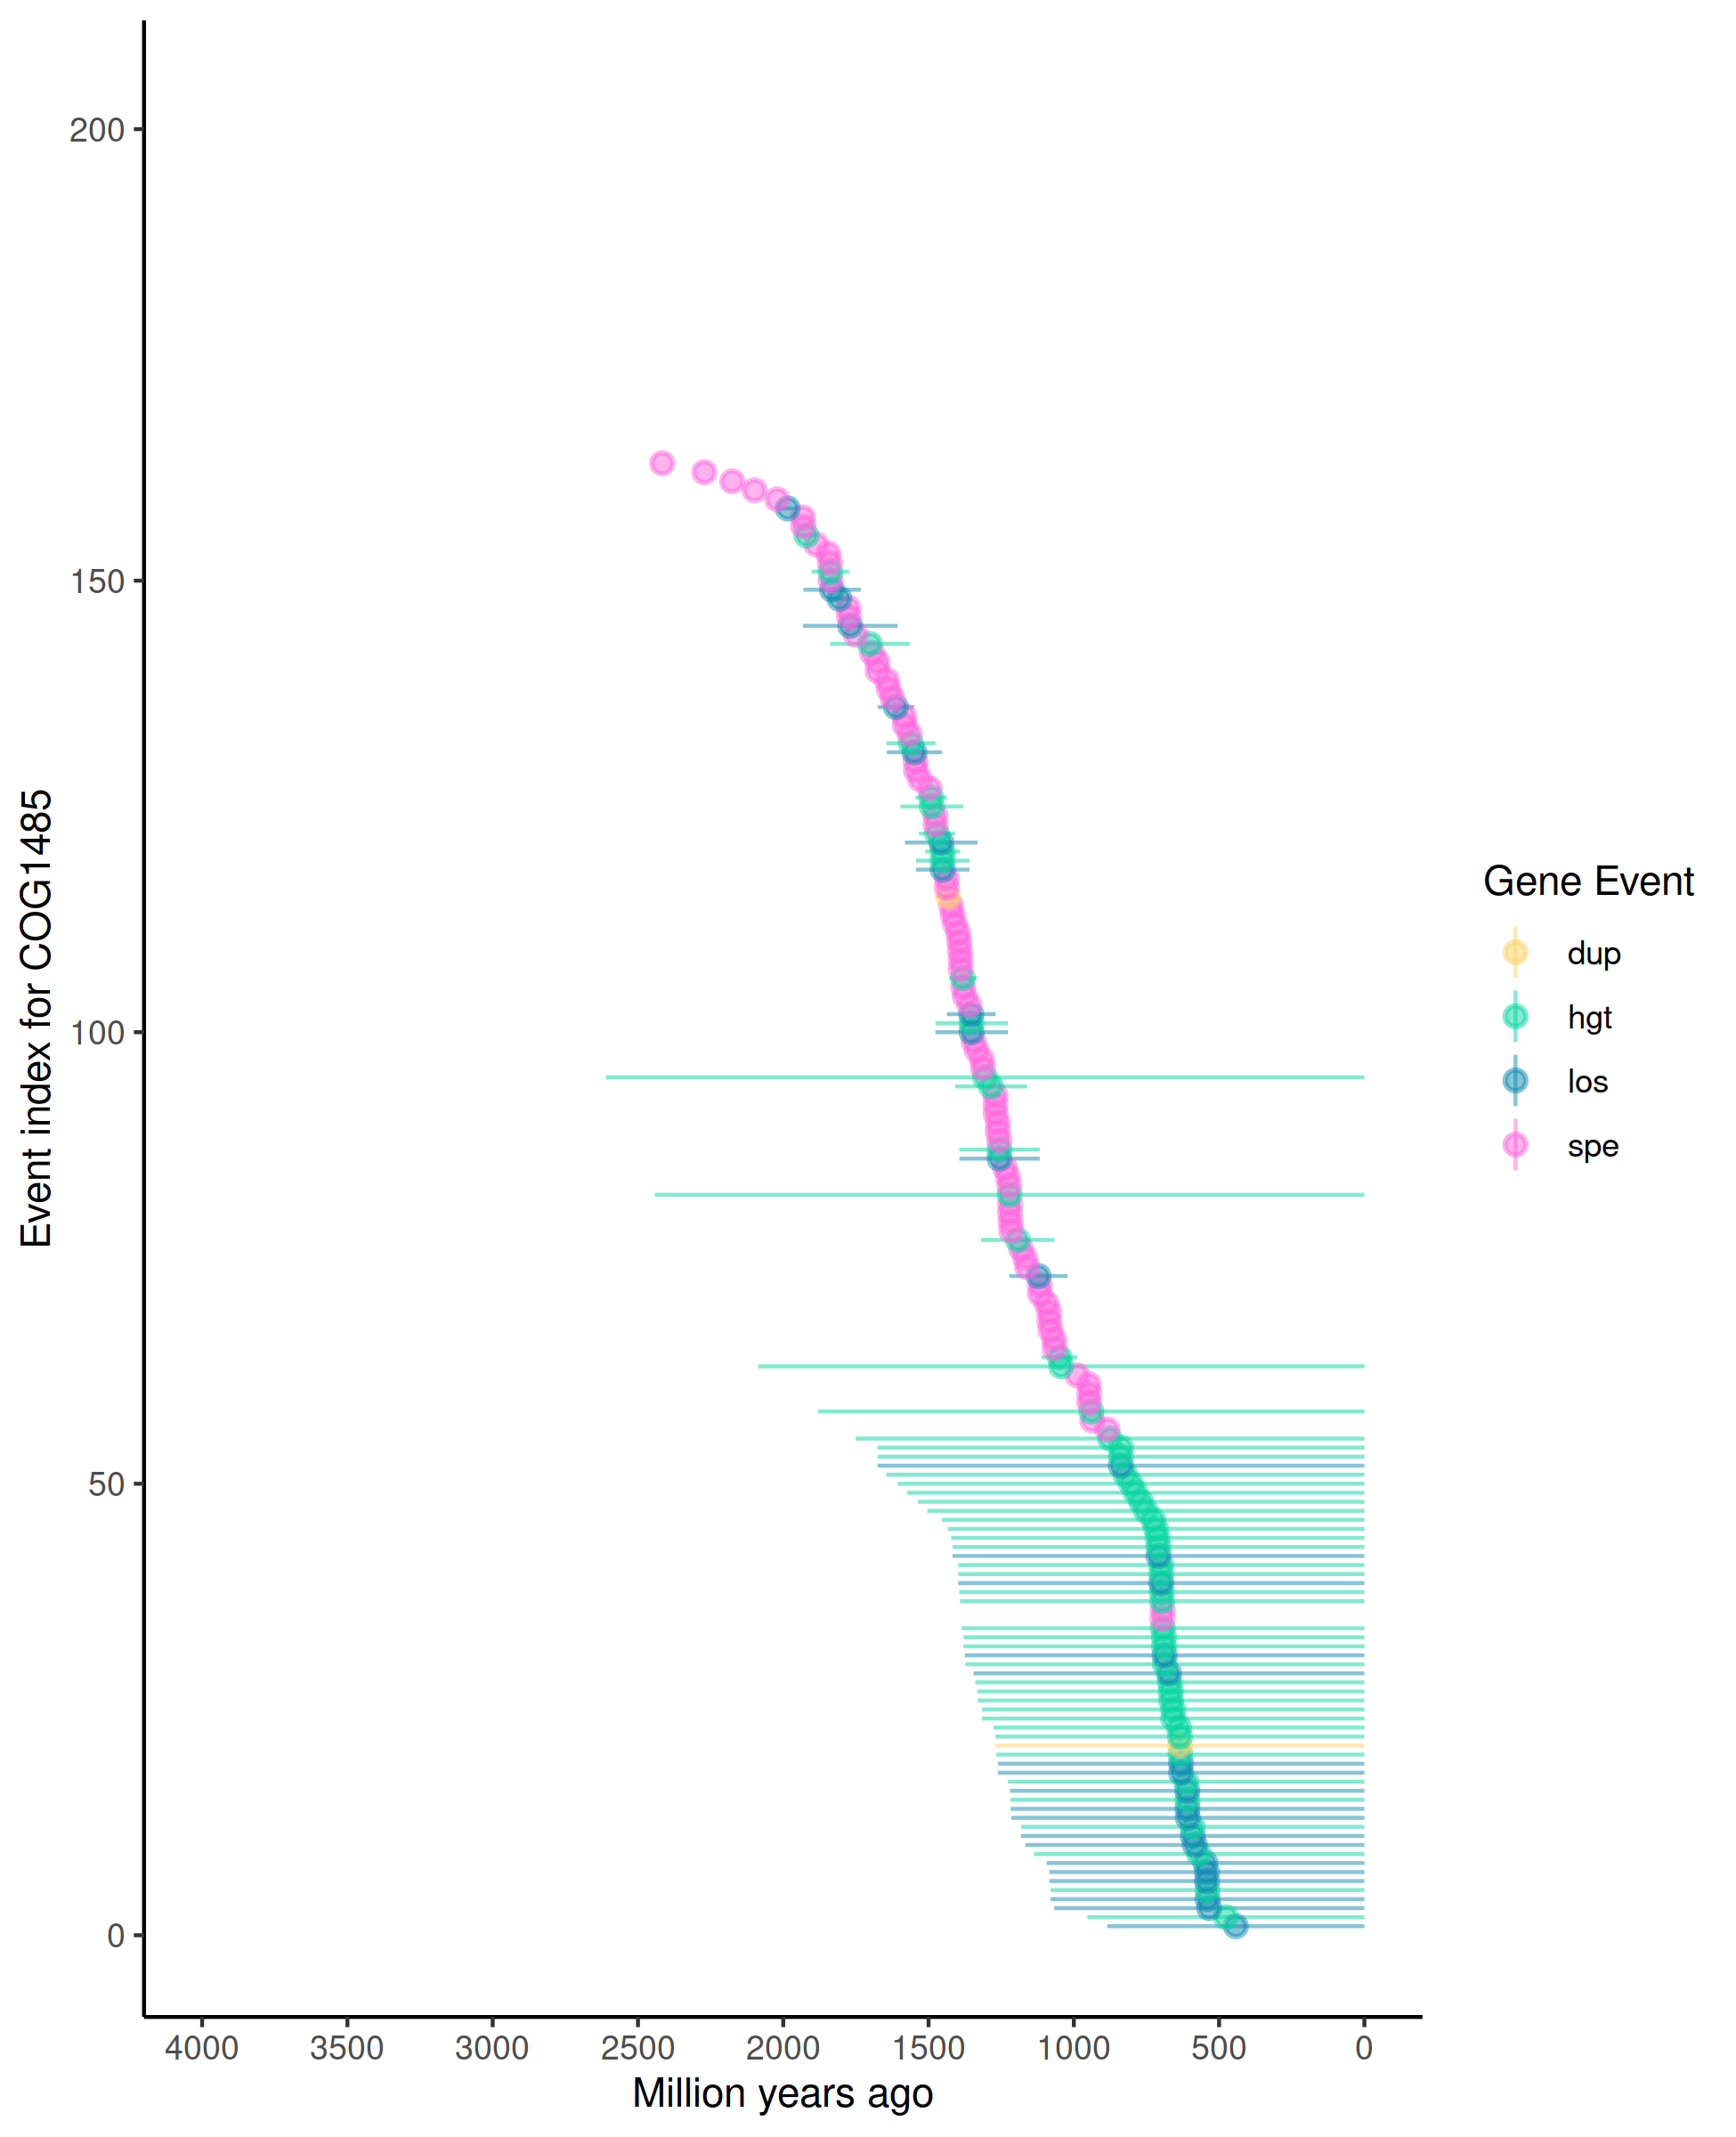 200
150
100
50
0
Event index for COG1485
4000 3500 3000 2500 2000 1500 1000 500 0
Million years ago
Gene Event
dup
hgt
los
spe